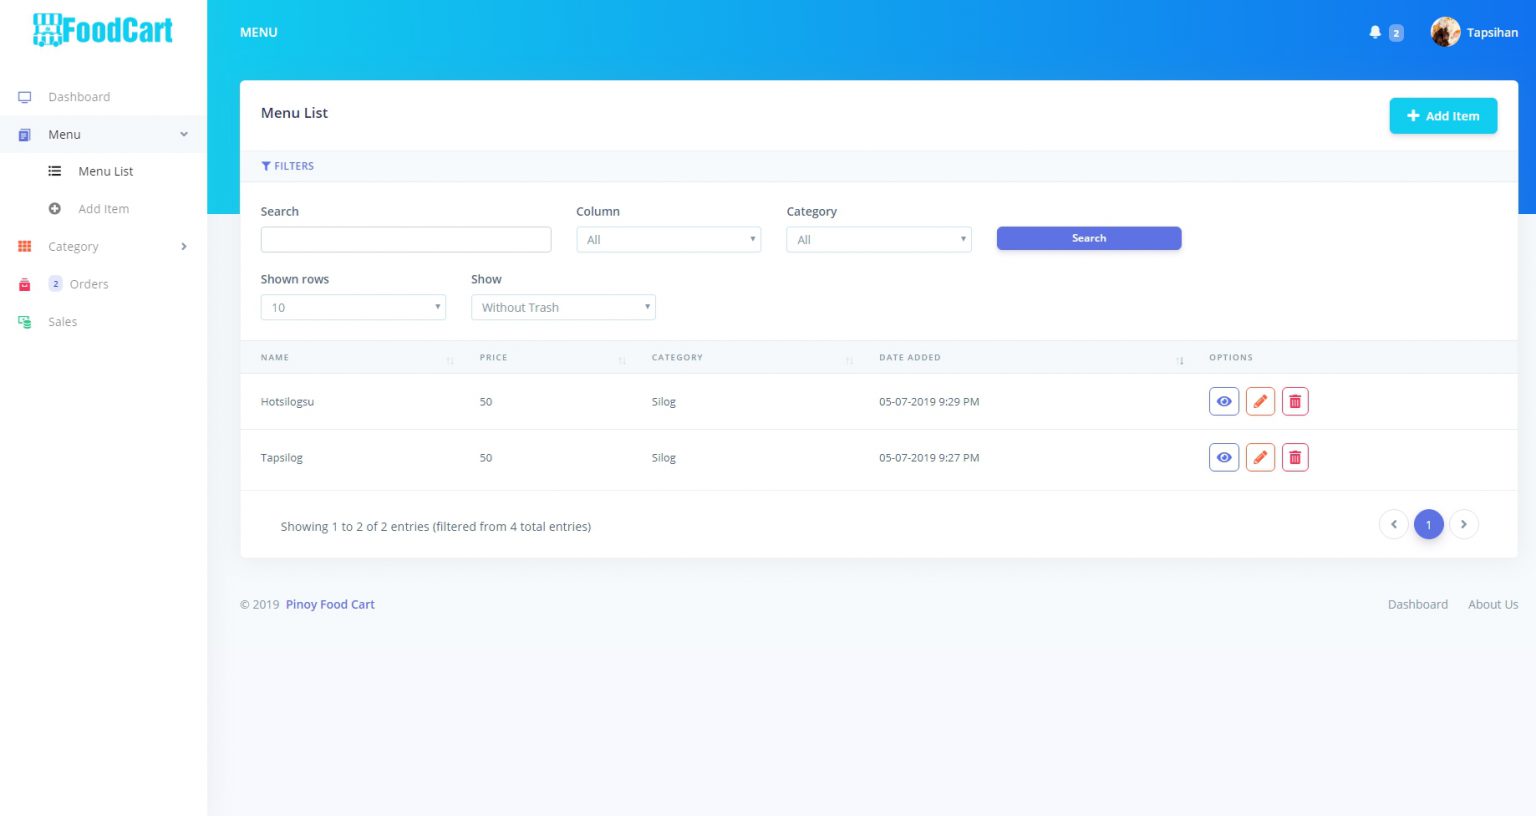 FoodCart
MENU
2
Tapsihan
Dashboard
Menu
Menu List
Add Item
Category
2 Orders
Sales
Menu List
Add Item
FILTERS
Search
Column
Category
All
All
Search
Shown rows
Show
10
Without Trash
NAME PRICE CATEGORY DATE ADDED OPTIONS
Hotsilogsu 50 Silog 05-07-2019 9:29 PM
Tapsilog 50 Silog 05-07-2019 9:27 PM
Showing 1 to 2 of 2 entries (filtered from 4 total entries)
1
© 2019 Pinoy Food Cart
Dashboard About Us